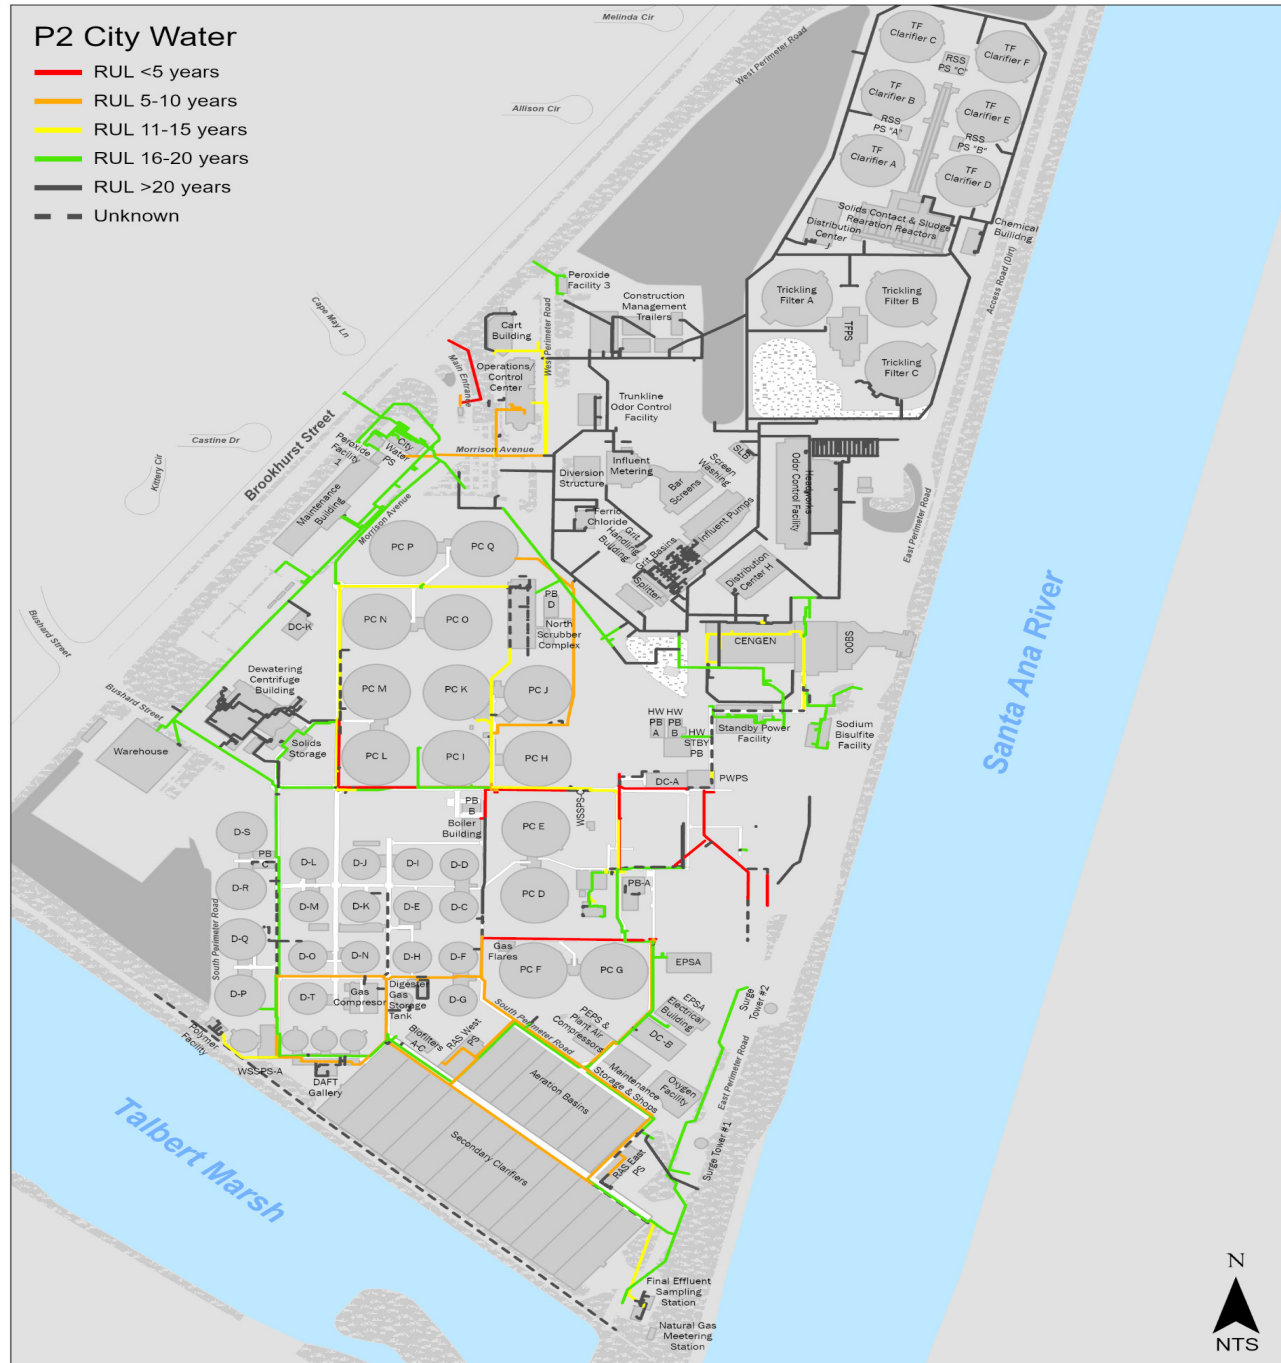 P2 City Water
RUL <5 years
RUL 5-10 years
RUL 11-15 years
RUL 16-20 years
RUL >20 years
Unknown
Melinda Cir
West Perimeter Road
TF
Clarifier C
TF
Clarifier F
RSS
PS "C"
TF
Clarifier B
TF
Clarifier E
RSS
PS "A"
RSS
PS "B"
TF
Clarifier A
TF
Clarifier D
Allison Cir
Solids Contact & Sludge
Rearation Reactors
Distribution
Center
Chemical
Builidng
Access Road (Dirt)
Peroxide
Facility 3
Construction
Management
Trailers
Trickling
Filter A
Trickling
Filter B
TFPS
Trickling
Filter C
Cape May Ln
Cart
Building
West Perimeter Road
Main Entrance
Operations/
Control
Center
Trunkline
Odor Control
Facility
Brookhurst Street
Castine Dr
Kittery Cir
Peroxide
Facility
1
City
Water
PS
Morrison Avenue
Maintenance
Building
Morrison Avenue
Diversion
Structure
Influent
Metering
Screen
Washing
SLB
Bar
Screens
Headworks
Odor Control Facility
Ferric
Chloride
Grit
Handling
Building
Grit Basins
Influent Pumps
Splitter
Distribution
Center H
East Perimeter Road
PC P
PC Q
PC N
PC O
PB
D
North
Scrubber
Complex
DC-K
CENGEN
OOBS
Bushard Street
Bushard Street
Dewatering
Centrifuge
Building
PC M
PC K
PC J
HW
PB
A
HW
PB
B
HW
STBY
PB
Standby Power
Facility
Sodium
Bisulfite
Facility
Santa Ana River
Warehouse
Solids
Storage
PC L
PC I
PC H
DC-A
PWPS
PB
B
Boiler
Building
WSSPS-C
PC E
D-S
PB
C
D-L
D-J
D-I
D-D
D-R
PC D
PB-A
D-M
D-K
D-E
D-C
South Perimeter Road
D-Q
D-O
D-N
D-H
D-F
Gas
Flares
PC F
PC G
EPSA
D-P
D-T
Gas
Compresor
Digester
Gas
Storage
Tank
D-G
South Perimeter Road
PEPS &
Plant Air
Compressors
EPSA
Electrical
Building
Surge
Tower #2
Polymer
Facility
Biofilters
A-C
RAS West
PS
DC-B
East Perimeter Road
WSSPS-A
DAFT
Gallery
Aeration Basins
Maintenance
Storage & Shops
Oxygen
Facility
Talbert Marsh
Secondary Clarifiers
RAS East
PS
Surge Tower #1
Final Effluent
Sampling
Station
Natural Gas
Meetering
Station
N
NTS